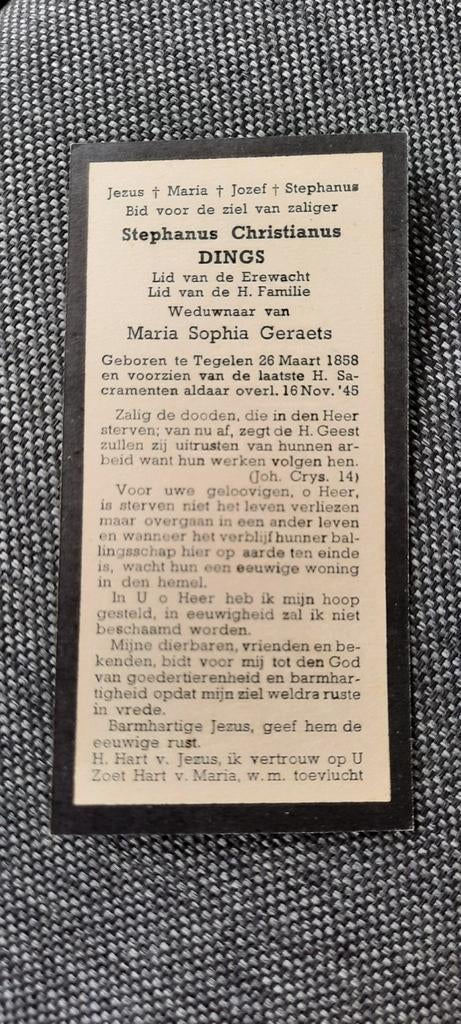 Jezus † Maria † Jozef † Stephanus
Bid voor de ziel van zaliger
Stephanus Christianus
DINGS
Lid van de Erewacht
Lid van de H. Familie
Weduwnaar van
Maria Sophia Geraets
Geboren te Tegelen 26 Maart 1858
en voorzien van de laatste H. Sa-
cramenten aldaar overl. 16 Nov. '45
Zalig de dooden, die in den Heer
sterven; van nu af, zegt de H. Geest
zullen zij uitrusten van hunnen ar-
beid want hun werken volgen hen.
(Joh. Crys. 14)
Voor uwe geloovigen, o Heer,
is sterven niet het leven verliezen
maar overgaan in een ander leven
en wanneer het verblijf hunner bal-
lingsschap hier op aarde ten einde
is, wacht hun een eeuwige woning
in den hemel.
In U o Heer heb ik mijn hoop
gesteld, in eeuwigheid zal ik niet
beschaamd worden.
Mijne dierbaren, vrienden en be-
kenden, bidt voor mij tot den God
van goedertierenheid en barmhar-
tigheid opdat mijn ziel weldra ruste
in vrede.
Barmhartige Jezus, geef hem de
eeuwige rust.
H. Hart v. Jezus, ik vertrouw op U
Zoet Hart v. Maria, w. m. toevlucht